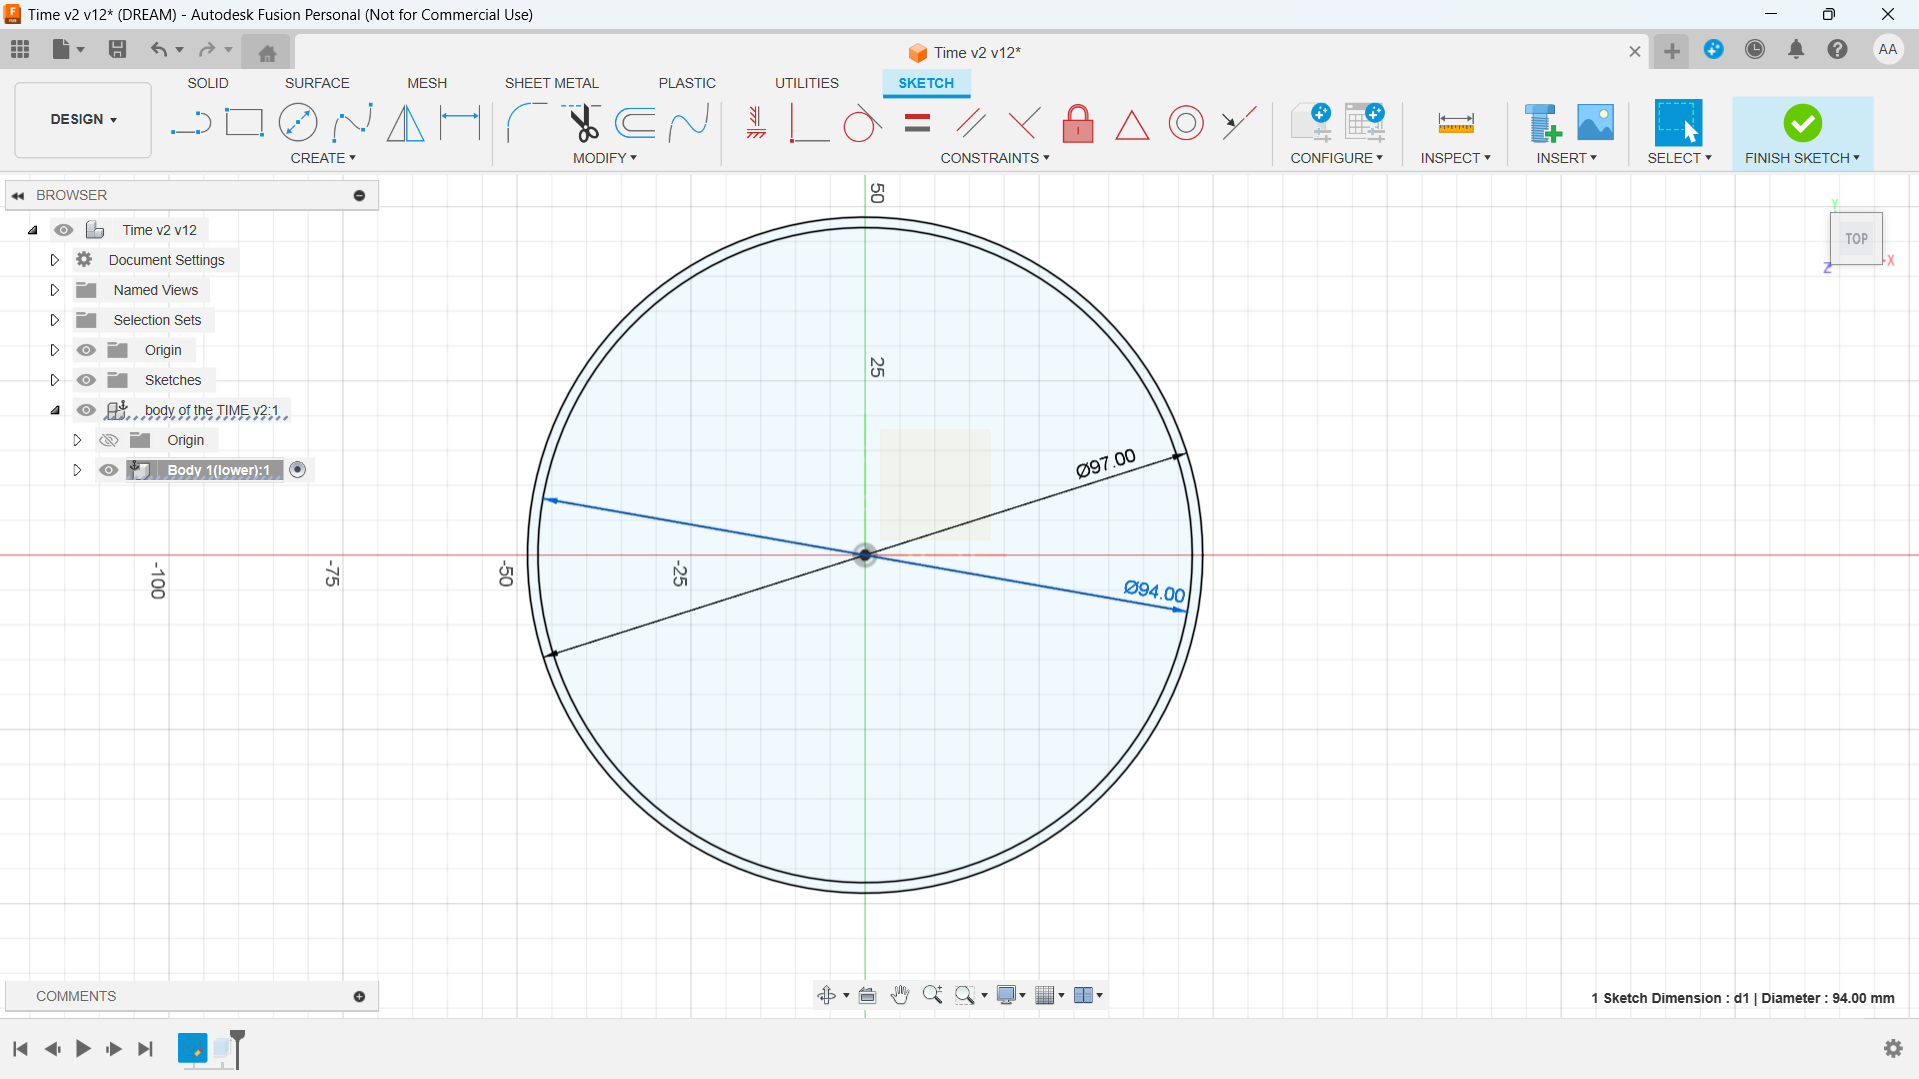 Time v2 v12* (DREAM) - Autodesk Fusion Personal (Not for Commercial Use)
Time v2 v12*
AA
SOLID SURFACE MESH SHEET METAL PLASTIC UTILITIES SKETCH
DESIGN
CREATE MODIFY CONSTRAINTS CONFIGURE INSPECT INSERT SELECT FINISH SKETCH
BROWSER
Time v2 v12
Document Settings
Named Views
Selection Sets
Origin
Sketches
body of the TIME v2:1
Origin
Body 1(lower):1
50
25
Ø97.00
Ø94.00
-100
-75
-50
-25
Y
TOP
Z
X
COMMENTS
1 Sketch Dimension : d1 | Diameter : 94.00 mm